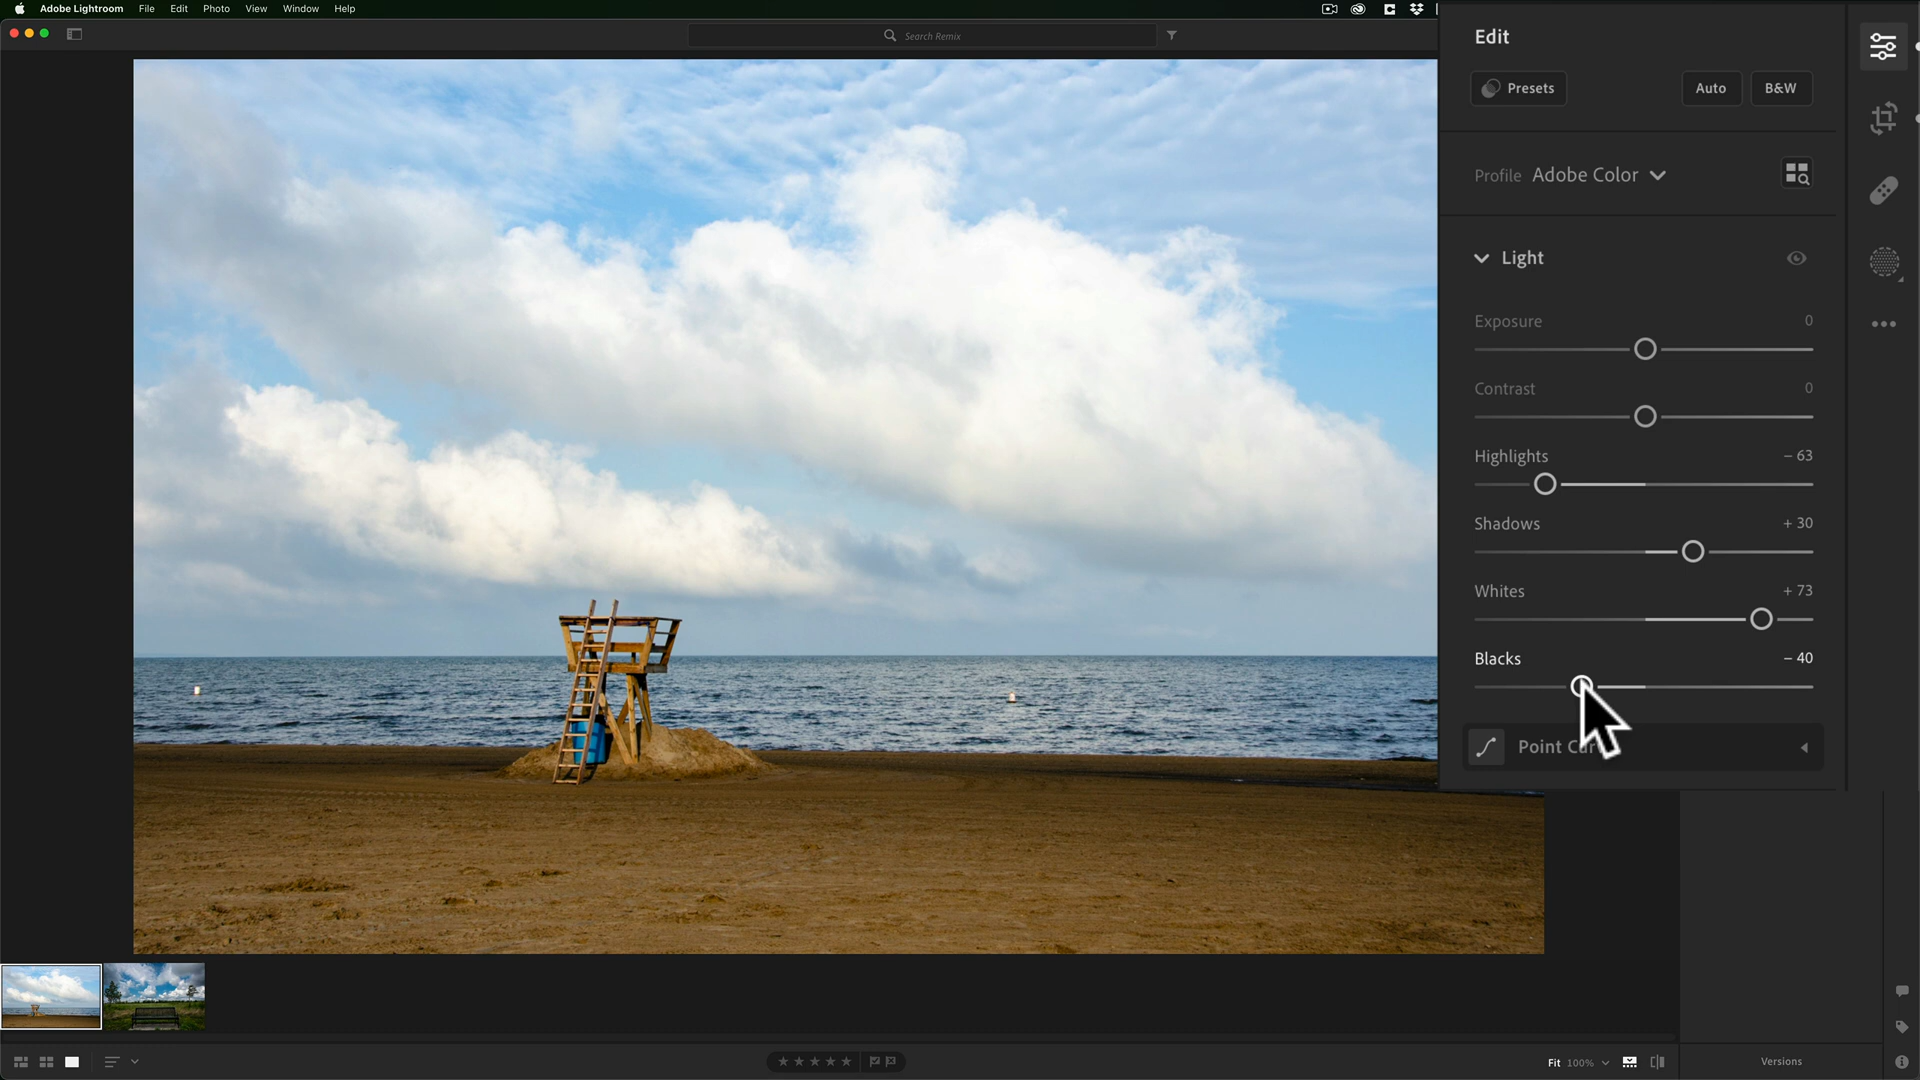 Adobe Lightroom File Edit Photo View Window Help
Search Remix
Edit
Presets Auto B&W
Profile Adobe Color
Light
Exposure 0
Contrast 0
Highlights – 63
Shadows + 30
Whites + 73
Blacks – 40
Point
Fit 100% Versions